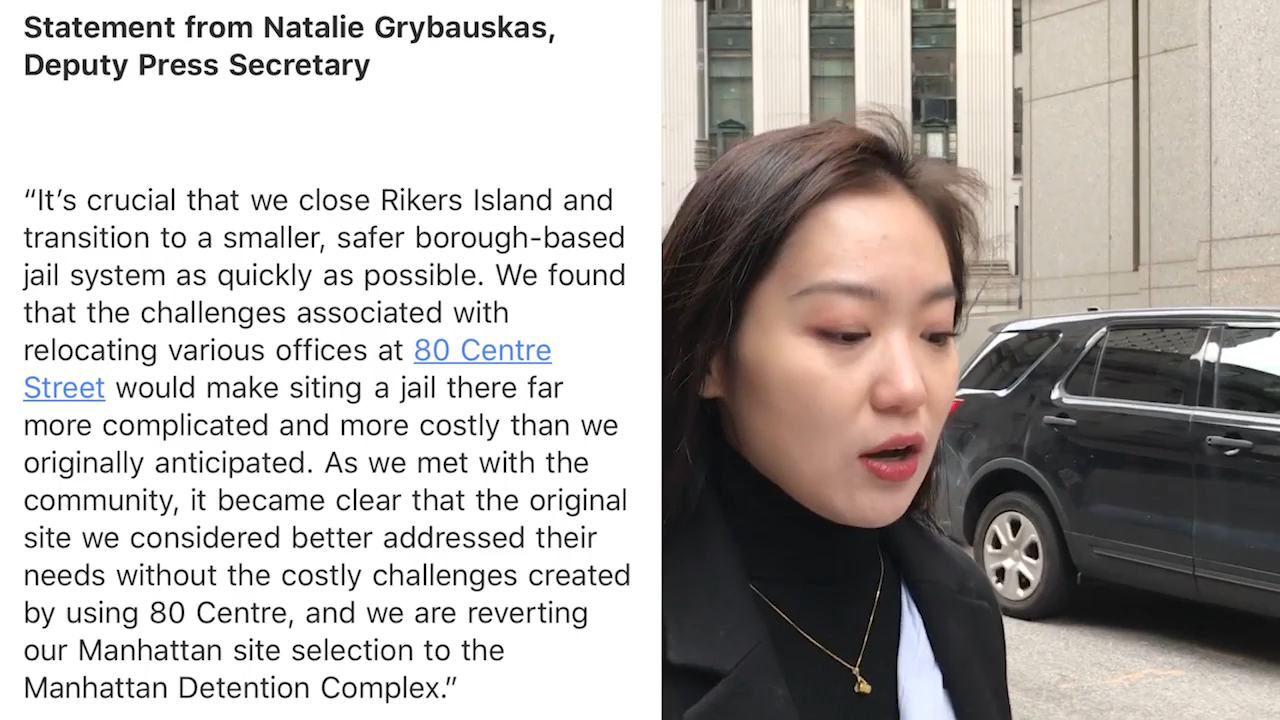 Statement from Natalie Grybauskas,
Deputy Press Secretary
“It’s crucial that we close Rikers Island and
transition to a smaller, safer borough-based
jail system as quickly as possible. We found
that the challenges associated with
relocating various offices at 80 Centre
Street would make siting a jail there far
more complicated and more costly than we
originally anticipated. As we met with the
community, it became clear that the original
site we considered better addressed their
needs without the costly challenges created
by using 80 Centre, and we are reverting
our Manhattan site selection to the
Manhattan Detention Complex.”